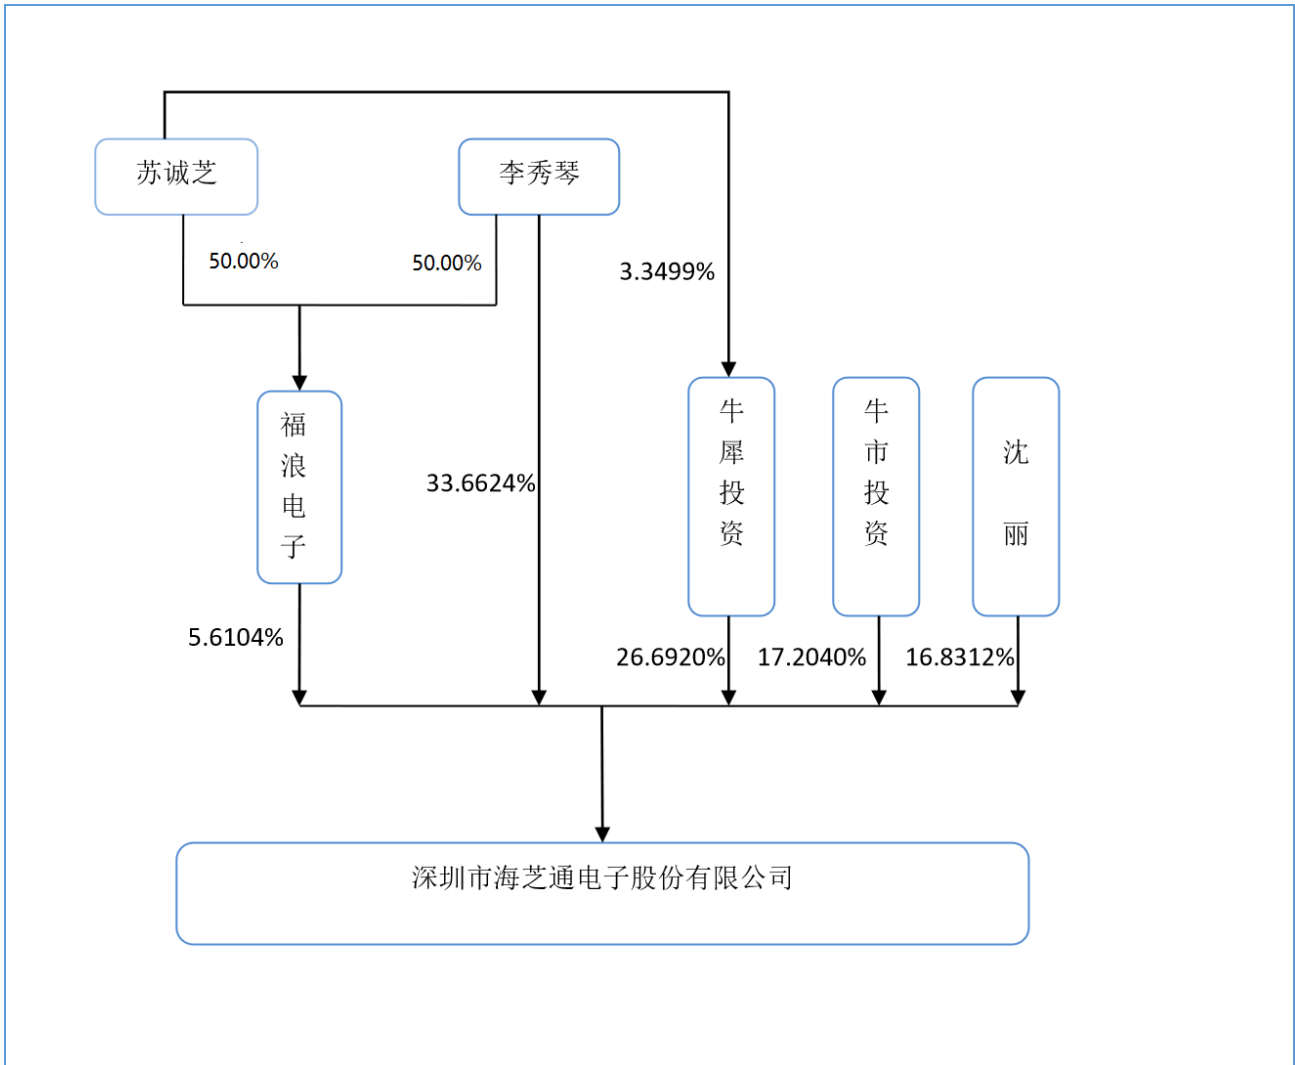 苏诚芝
李秀琴
50.00%
50.00%
3.3499%
福浪电子
33.6624%
牛犀投资
牛市投资
沈丽
5.6104%
26.6920%
17.2040%
16.8312%
深圳市海芝通电子股份有限公司